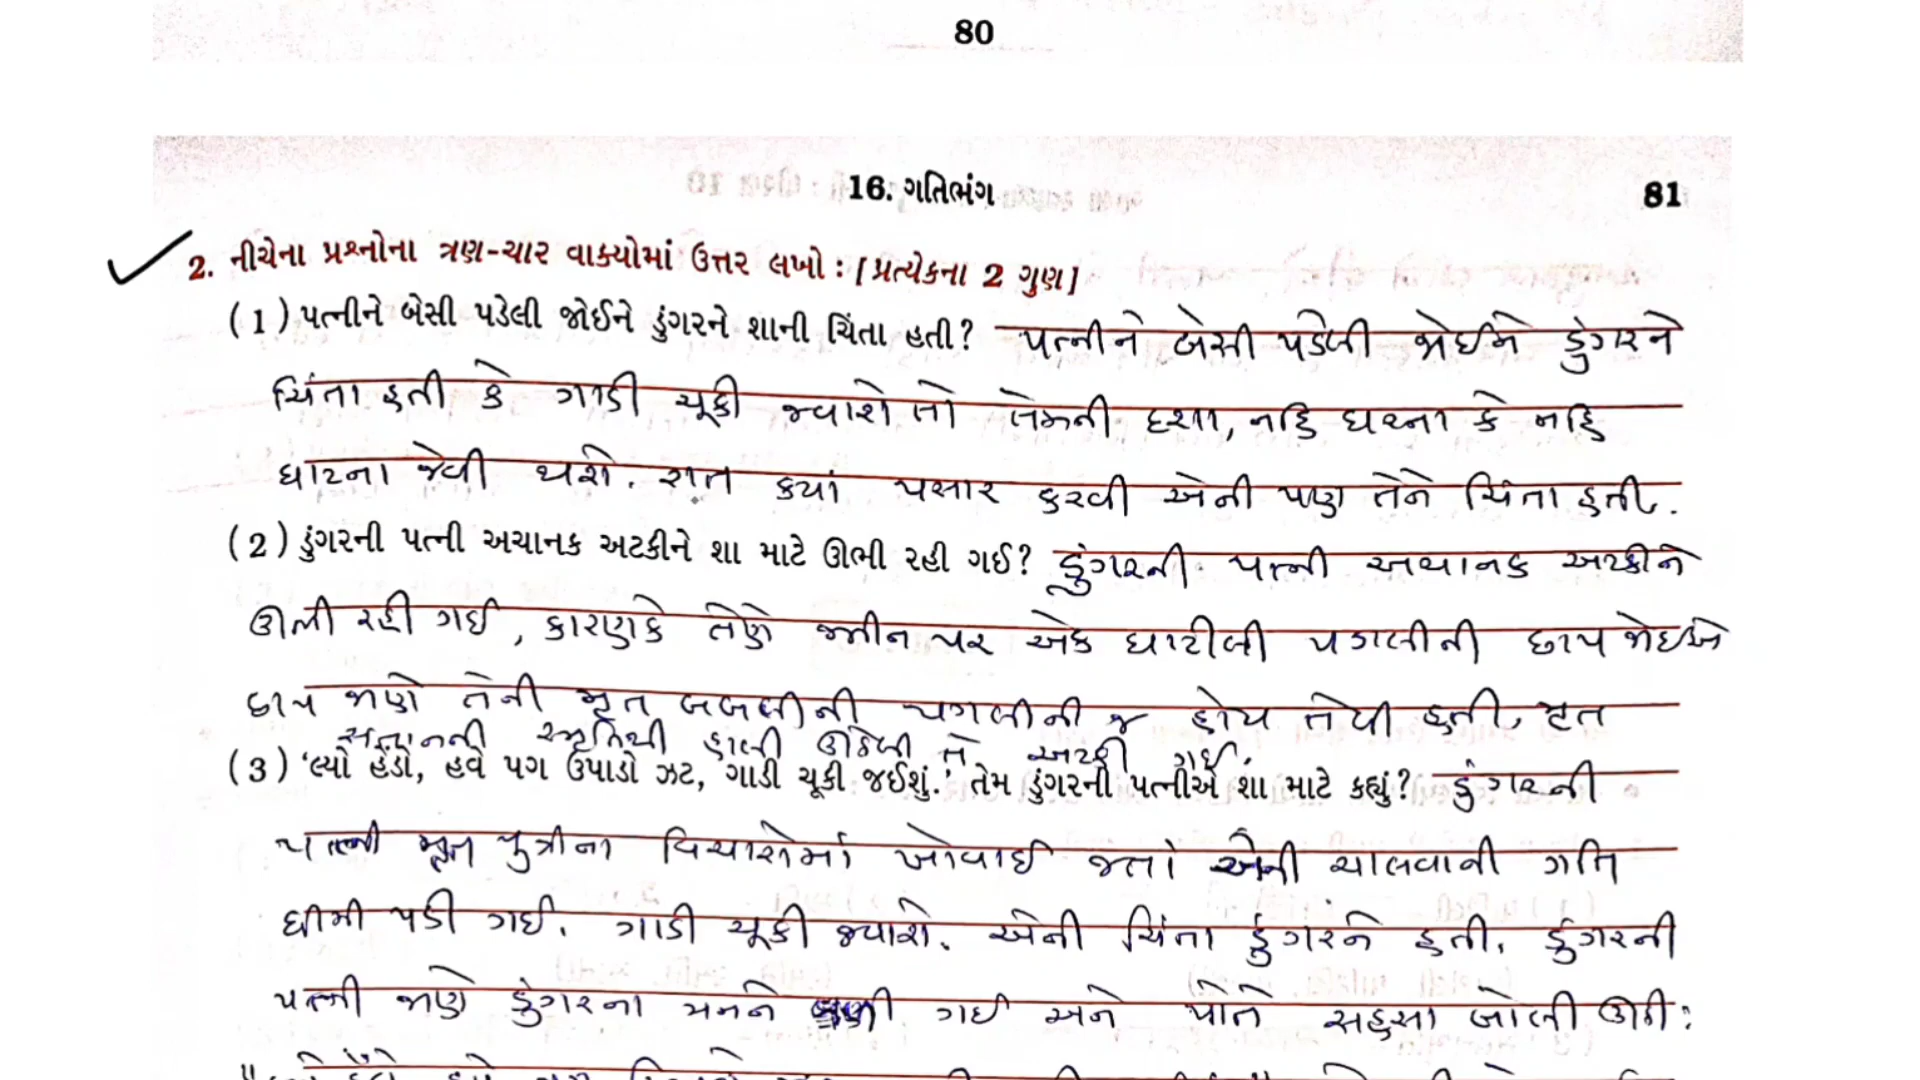 80
16. ગતિભંગ 81
2. નીચેના પ્રશ્નોના ત્રણ-ચાર વાક્યોમાં ઉત્તર લખો : [પ્રત્યેકના 2 ગુણ]
(1) પત્નીને બેસી પડેલી જોઈને ડુંગરને શાની ચિંતા હતી? પત્નીને બેસી પડેલી જોઈને ડુંગરને
ચિંતા હતી કે ગાડી ચૂકી જવાશે તો તેમની દશા, નહિ ઘરના કે નહિ
ઘાટના જેવી થશે. રાત કયાં પસાર કરવી એની પણ તેને ચિંતા હતી.
(2) ડુંગરની પત્ની અચાનક અટકીને શા માટે ઊભી રહી ગઈ? ડુંગરની પત્ની અચાનક અટકીને
ઊભી રહી ગઈ, કારણકે તેણે જમીન પર એક ઘાટીલી પગલીની છાપ જોઈ એ
છાપ જાણે તેની મૃત બબલીની પગલીની જ હોય તેવી હતી, મૃત
સંતાનની સ્મૃતિથી હાલી ઊઠેલી તે અટકી ગઈ.
(3) 'લ્યો હંડો, હવે પગ ઉપાડો ઝટ, ગાડી ચૂકી જઈશું.' તેમ ડુંગરની પત્નીએ શા માટે કહ્યું? ડુંગરની
પત્ની મૃત પુત્રીના વિચારોમાં ખોવાઈ જતાં એની ચાલવાની ગતિ
ધીમી પડી ગઈ. ગાડી ચૂકી જવાશે. એની ચિંતા ડુંગરને હતી. ડુંગરની
પત્ની જાણે ડુંગરના મનને ગઈ અને પોતે સહસા બોલી ઊઠી: